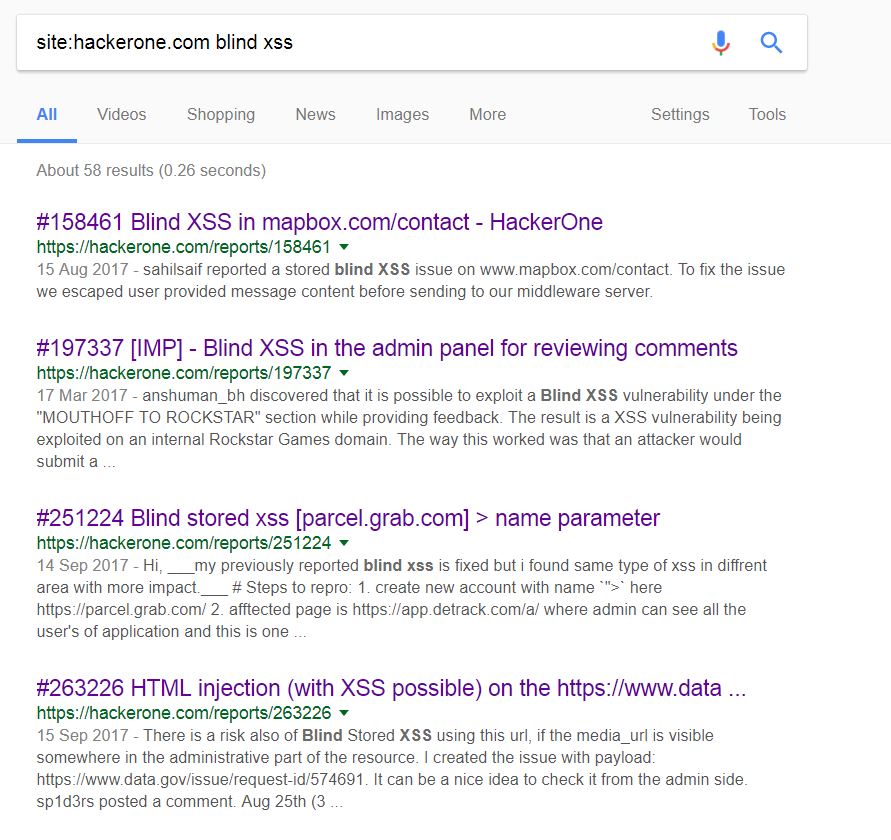 site:hackerone.com blind xss
All Videos Shopping News Images More Settings Tools
About 58 results (0.26 seconds)
#158461 Blind XSS in mapbox.com/contact - HackerOne
https://hackerone.com/reports/158461
15 Aug 2017 - sahilsaif reported a stored blind XSS issue on www.mapbox.com/contact. To fix the issue
we escaped user provided message content before sending to our middleware server.
#197337 [IMP] - Blind XSS in the admin panel for reviewing comments
https://hackerone.com/reports/197337
17 Mar 2017 - anshuman_bh discovered that it is possible to exploit a Blind XSS vulnerability under the
"MOUTHOFF TO ROCKSTAR" section while providing feedback. The result is a XSS vulnerability being
exploited on an internal Rockstar Games domain. The way this worked was that an attacker would
submit a ...
#251224 Blind stored xss [parcel.grab.com] > name parameter
https://hackerone.com/reports/251224
14 Sep 2017 - Hi, ___my previously reported blind xss is fixed but i found same type of xss in diffrent
area with more impact.___ # Steps to repro: 1. create new account with name `">` here
https://parcel.grab.com/ 2. afftected page is https://app.detrack.com/a/ where admin can see all the
user's of application and this is one ...
#263226 HTML injection (with XSS possible) on the https://www.data ...
https://hackerone.com/reports/263226
15 Sep 2017 - There is a risk also of Blind Stored XSS using this url, if the media_url is visible
somewhere in the administrative part of the resource. I created the issue with payload:
https://www.data.gov/issue/request-id/574691. It can be a nice idea to check it from the admin side.
sp1d3rs posted a comment. Aug 25th (3 ...